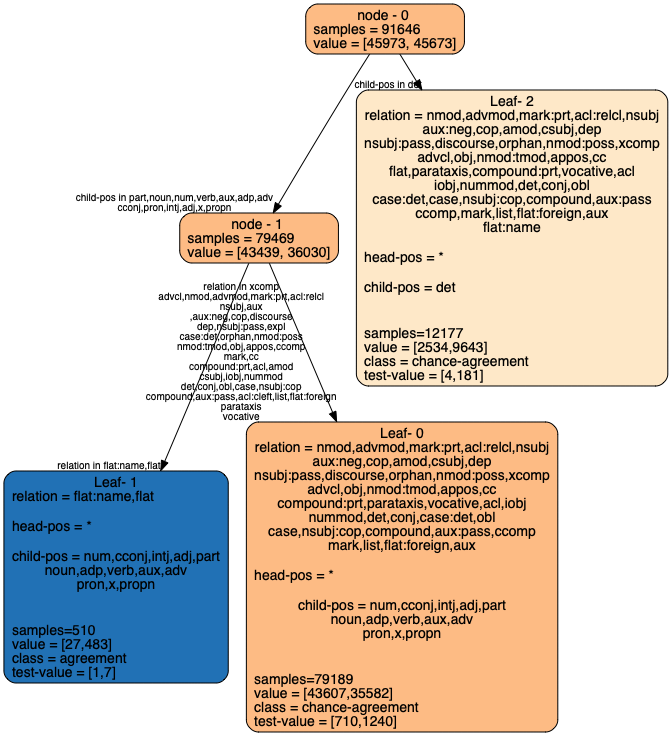 node - 0
samples = 91646
value = [45973, 45673]
child-pos in det
Leaf- 2
relation = nmod,advmod,mark:prt,acl:relcl,nsubj
aux:neg,cop,amod,csubj,dep
nsubj:pass,discourse,orphan,nmod:poss,xcomp
advcl,obj,nmod:tmod,appos,cc
flat,parataxis,compound:prt,vocative,acl
iobj,nummod,det,conj,obl
case:det,case,nsubj:cop,compound,aux:pass
ccomp,mark,list,flat:foreign,aux
flat:name
head-pos = *
child-pos = det
samples=12177
value = [2534,9643]
class = chance-agreement
test-value = [4,181]
child-pos in part,noun,num,verb,aux,adp,adv
cconj,pron,intj,adj,x,propn
node - 1
samples = 79469
value = [43439, 36030]
relation in xcomp
advcl,nmod,advmod,mark:prt,acl:relcl
nsubj,aux
,aux:neg,cop,discourse
dep,nsubj:pass,expl
case:det,orphan,nmod:poss
nmod:tmod,obj,appos,ccomp
mark,cc
compound:prt,acl,amod
csubj,iobj,nummod
det,conj,obl,case,nsubj:cop
compound,aux:pass,acl:cleft,list,flat:foreign
parataxis
vocative
relation in flat:name,flat
Leaf- 1
relation = flat:name,flat
head-pos = *
child-pos = num,cconj,intj,adj,part
noun,adp,verb,aux,adv
pron,x,propn
samples=510
value = [27,483]
class = agreement
test-value = [1,7]
Leaf- 0
relation = nmod,advmod,mark:prt,acl:relcl,nsubj
aux:neg,cop,amod,csubj,dep
nsubj:pass,discourse,orphan,nmod:poss,xcomp
advcl,obj,nmod:tmod,appos,cc
compound:prt,parataxis,vocative,acl,iobj
nummod,det,conj,case:det,obl
case,nsubj:cop,compound,aux:pass,ccomp
mark,list,flat:foreign,aux
head-pos = *
child-pos = num,cconj,intj,adj,part
noun,adp,verb,aux,adv
pron,x,propn
samples=79189
value = [43607,35582]
class = chance-agreement
test-value = [710,1240]